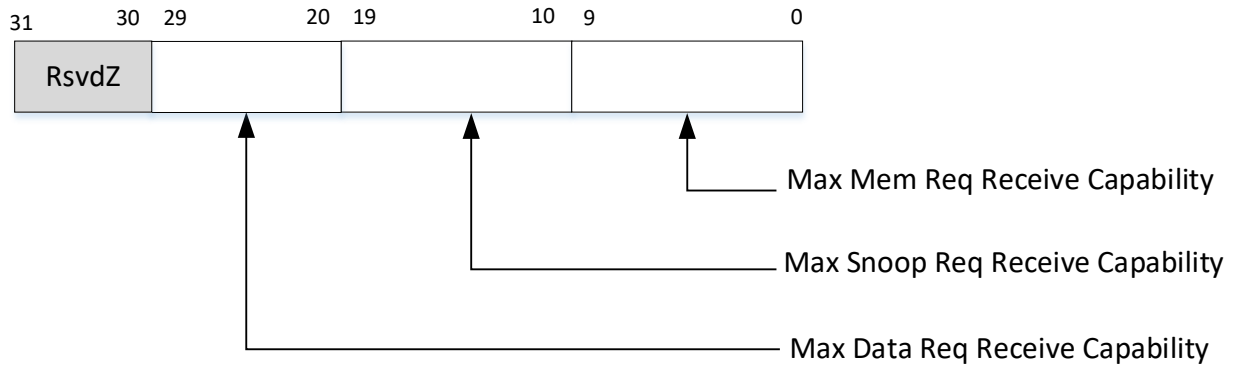 31 30 29 20 19 10 9 0
RsvdZ
Max Mem Req Receive Capability
Max Snoop Req Receive Capability
Max Data Req Receive Capability